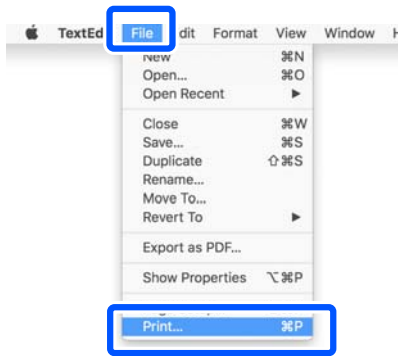 TextEd File dit Format View Window H
New ⌘N
Open... ⌘O
Open Recent ▶
Close ⌘W
Save... ⌘S
Duplicate ⇧⌘S
Rename...
Move To...
Revert To ▶
Export as PDF...
Show Properties ⌥⌘P
Print... ⌘P